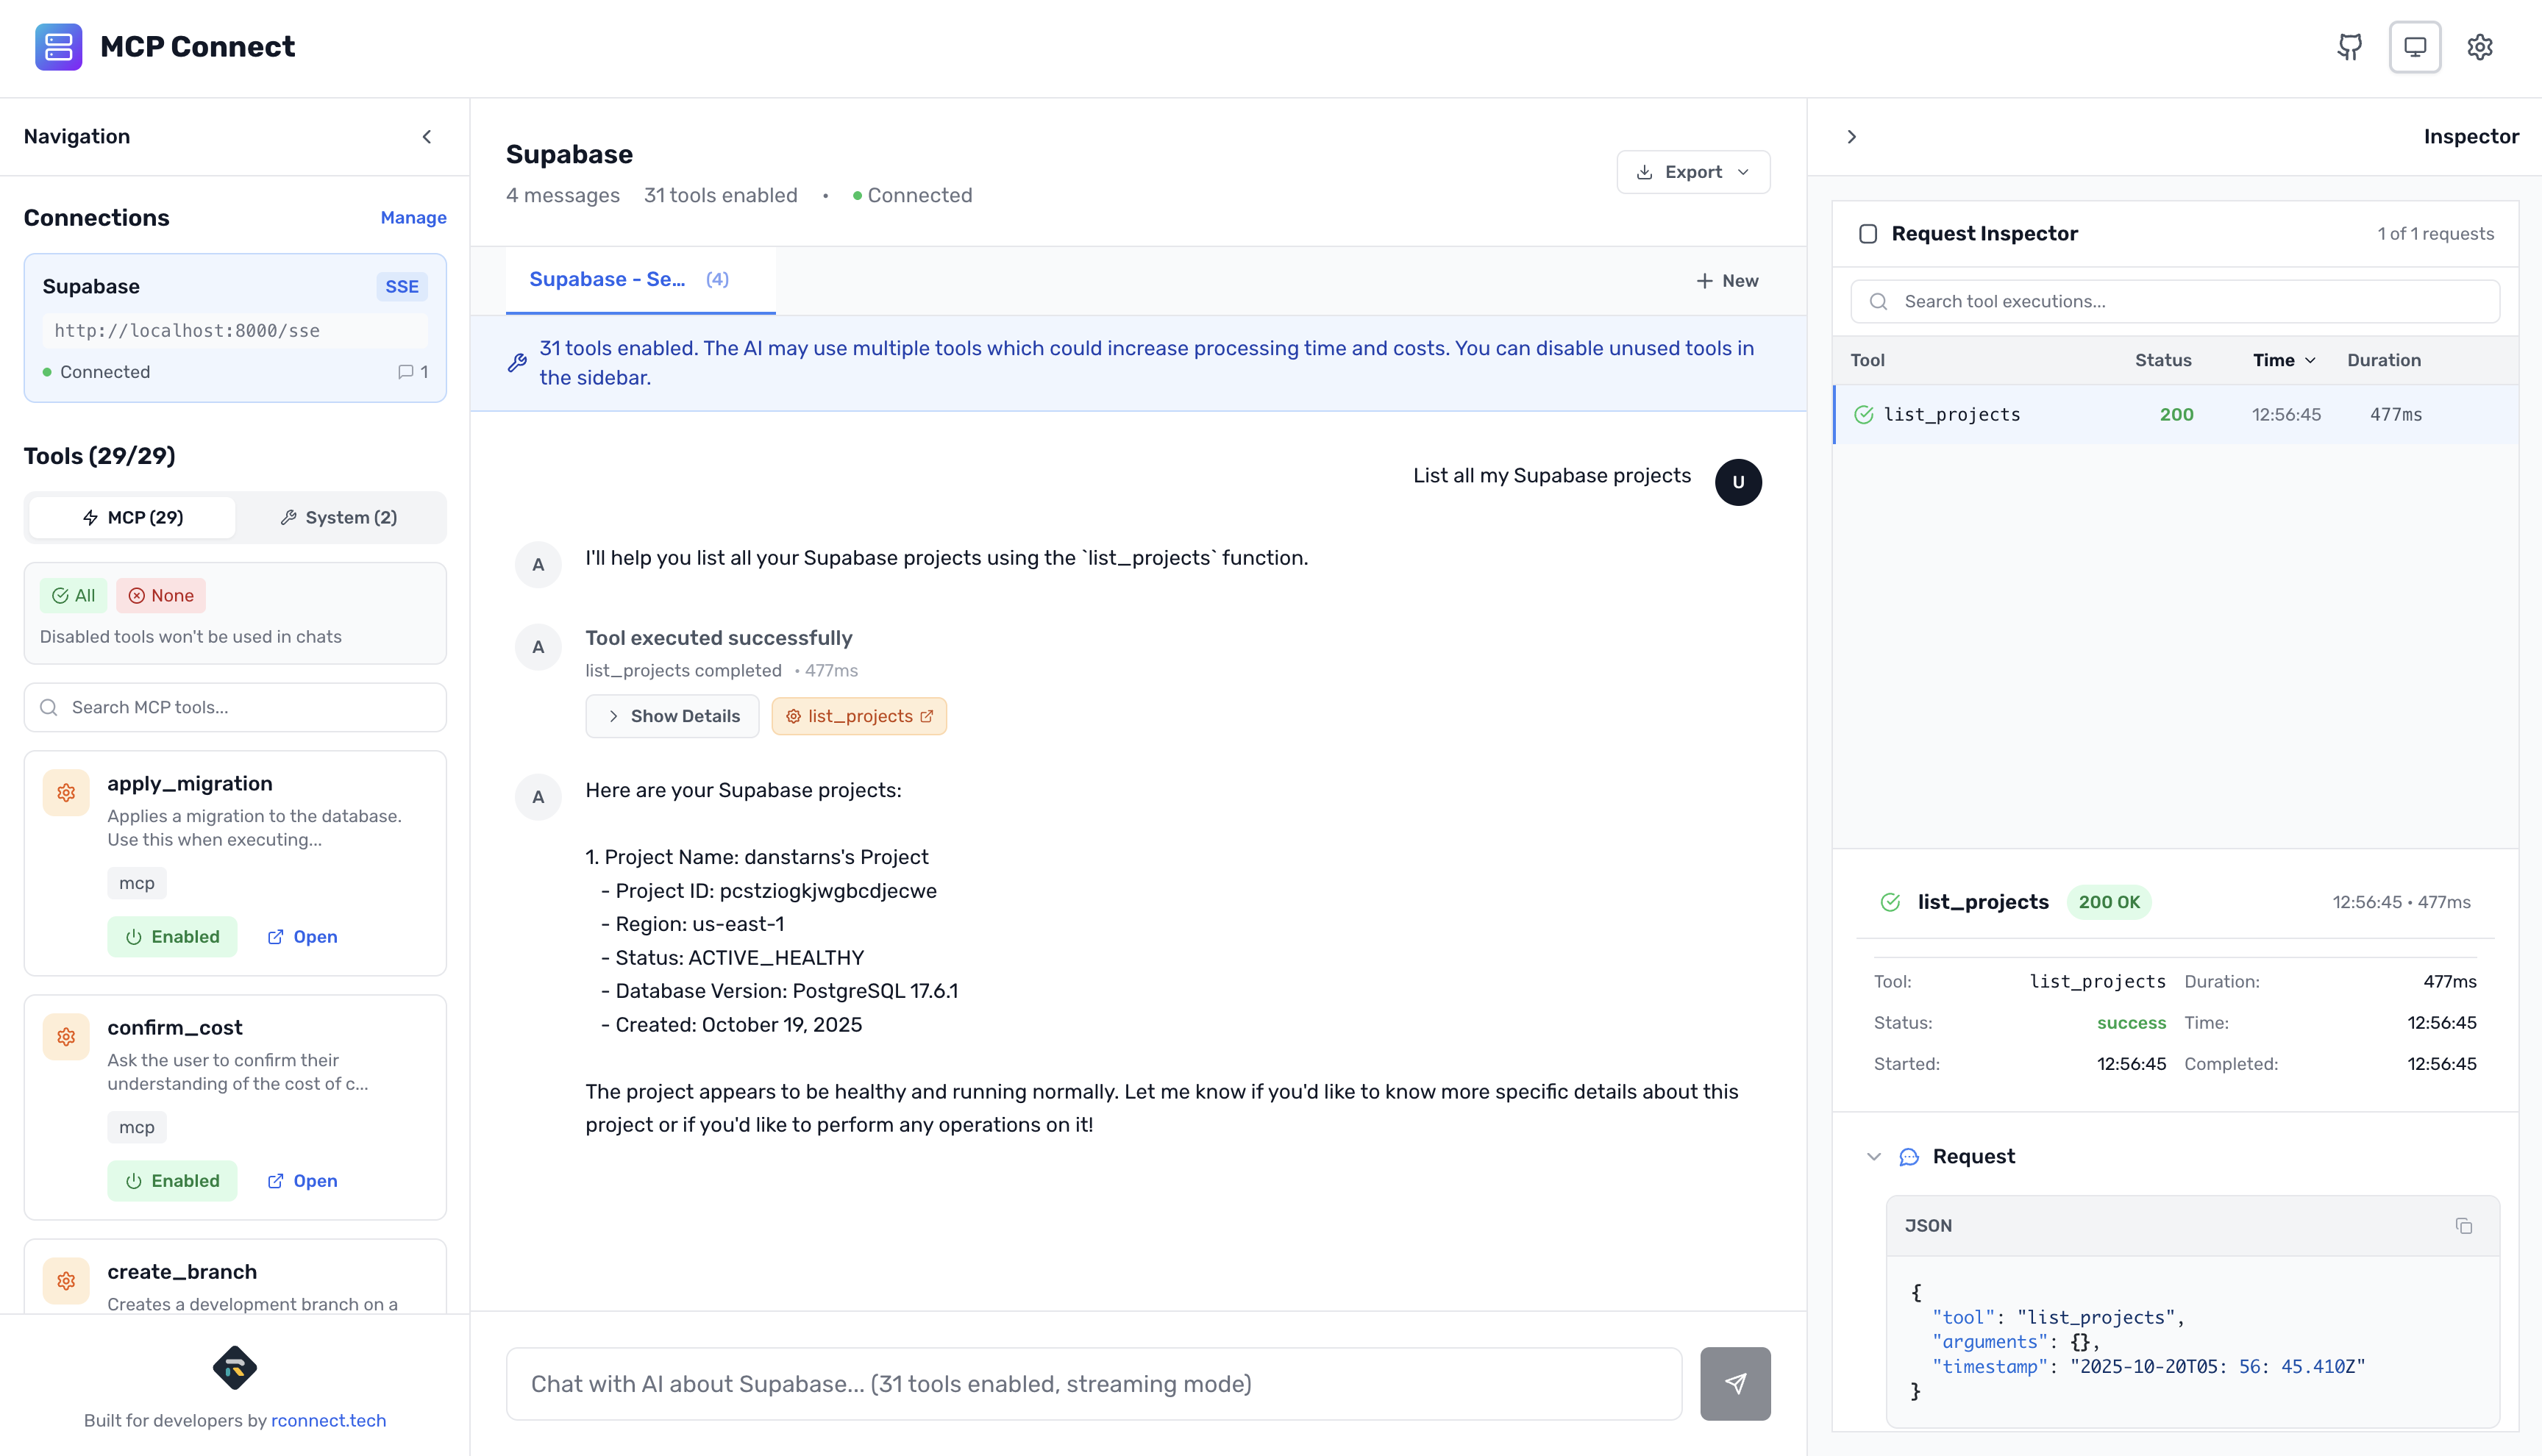 MCP Connect
Navigation
Connections
Manage
Supabase
SSE
http://localhost:8000/sse
Connected
1
Tools (29/29)
MCP (29)
System (2)
All
None
Disabled tools won't be used in chats
Search MCP tools...
apply_migration
Applies a migration to the database.
Use this when executing...
mcp
Enabled
Open
confirm_cost
Ask the user to confirm their
understanding of the cost of c...
mcp
Enabled
Open
create_branch
Creates a development branch on a
Built for developers by rconnect.tech
Supabase
4 messages 31 tools enabled • Connected
Export
Supabase - Se... (4)
New
31 tools enabled. The AI may use multiple tools which could increase processing time and costs. You can disable unused tools in
the sidebar.
List all my Supabase projects
U
A
I'll help you list all your Supabase projects using the `list_projects` function.
A
Tool executed successfully
list_projects completed • 477ms
Show Details
list_projects
A
Here are your Supabase projects:
1. Project Name: danstarns's Project
- Project ID: pcstziogkjwgbcdjecwe
- Region: us-east-1
- Status: ACTIVE_HEALTHY
- Database Version: PostgreSQL 17.6.1
- Created: October 19, 2025
The project appears to be healthy and running normally. Let me know if you'd like to know more specific details about this
project or if you'd like to perform any operations on it!
Chat with AI about Supabase... (31 tools enabled, streaming mode)
Inspector
Request Inspector
1 of 1 requests
Search tool executions...
Tool Status Time Duration
list_projects 200 12:56:45 477ms
list_projects 200 OK 12:56:45 • 477ms
Tool: list_projects Duration: 477ms
Status: success Time: 12:56:45
Started: 12:56:45 Completed: 12:56:45
Request
JSON
{
"tool": "list_projects",
"arguments": {},
"timestamp": "2025-10-20T05: 56: 45.410Z"
}